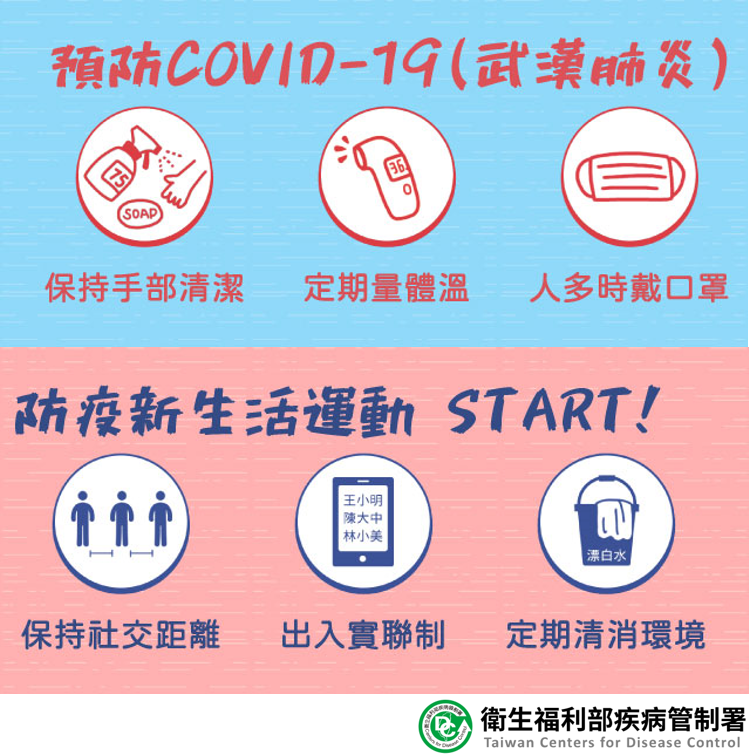 預防COVID-19(武漢肺炎)
75
SOAP
36.
保持手部清潔
定期量體溫
人多時戴口罩
防疫新生活運動 START!
王小明
陳大中
林小美
漂白水
保持社交距離
出入實聯制
定期清消環境
衛生福利部疾病管制署
Taiwan Centers for Disease Control